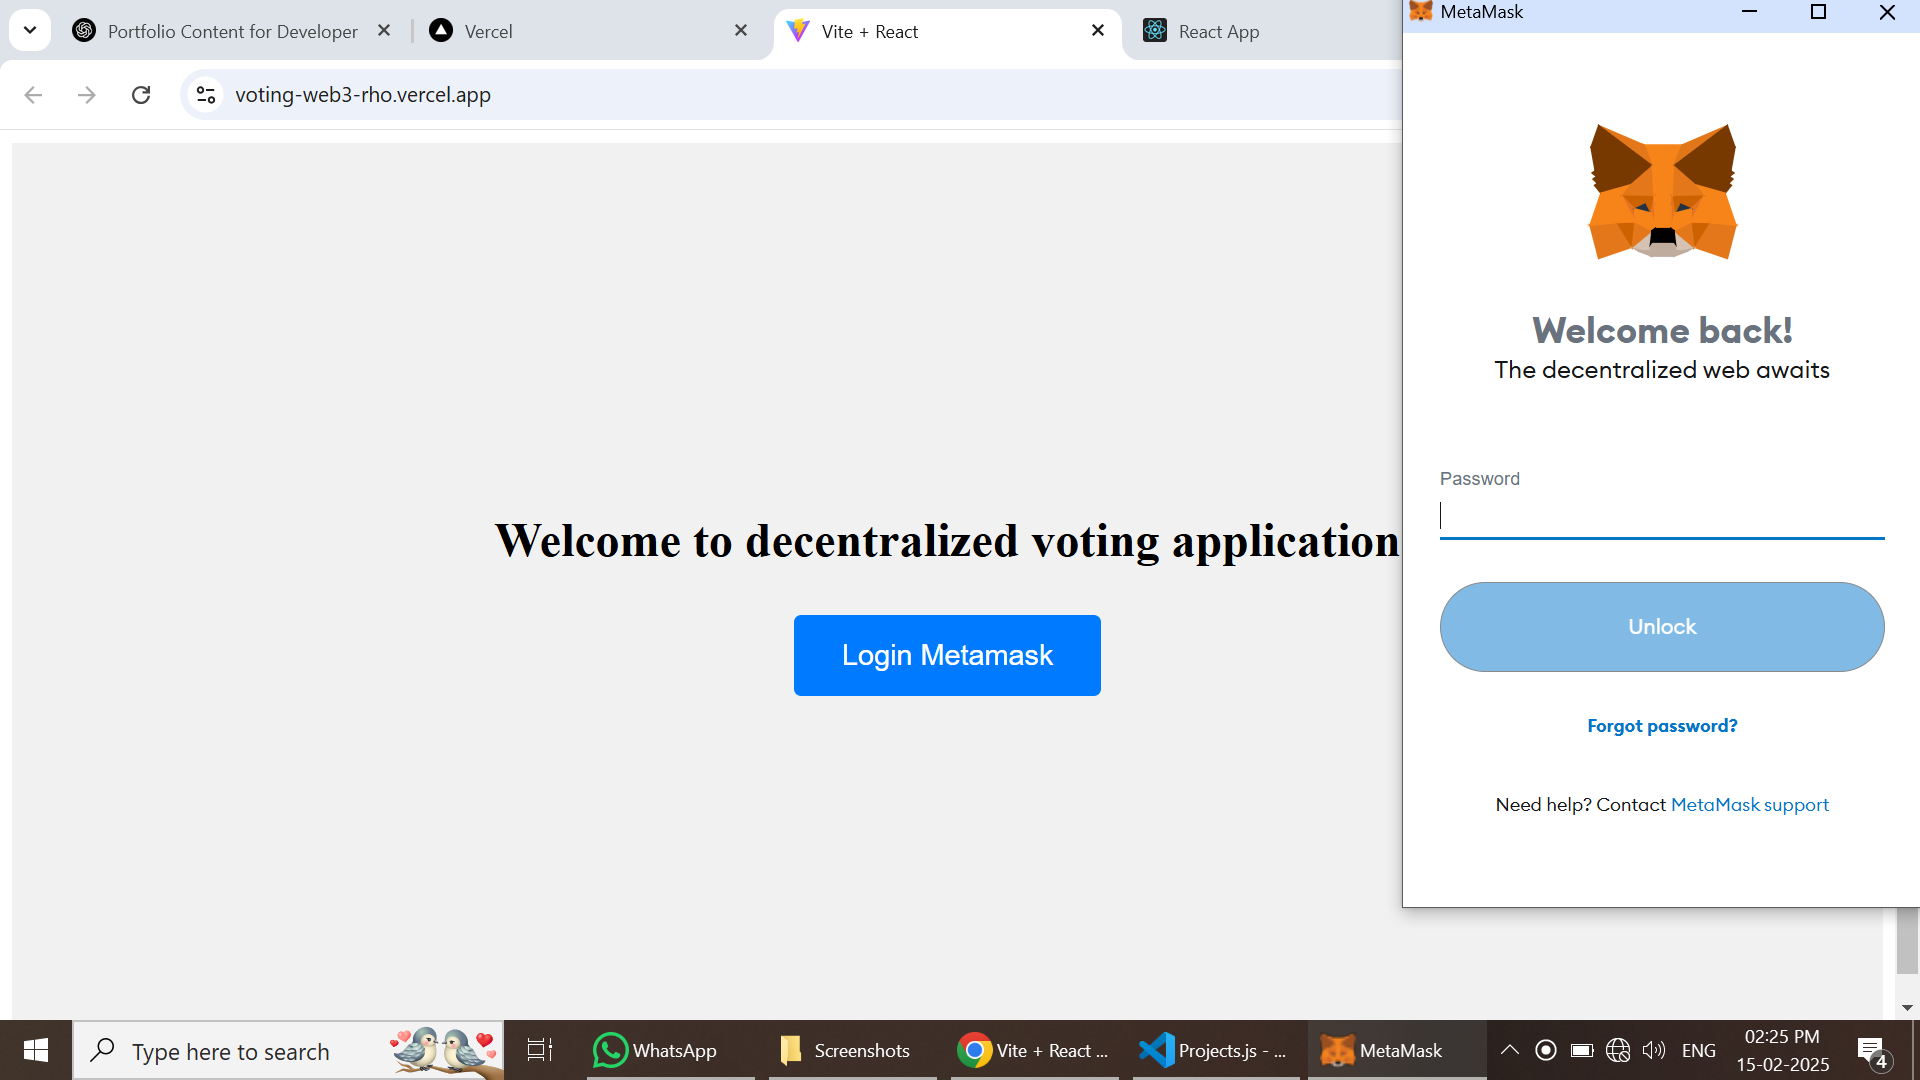 Portfolio Content for Developer
Vercel
Vite + React
React App
voting-web3-rho.vercel.app
Welcome to decentralized voting application
Login Metamask
MetaMask
Welcome back!
The decentralized web awaits
Password
Unlock
Forgot password?
Need help? Contact MetaMask support
Type here to search
WhatsApp
Screenshots
Vite + React ...
Projects.js - ...
MetaMask
ENG
02:25 PM
15-02-2025
4